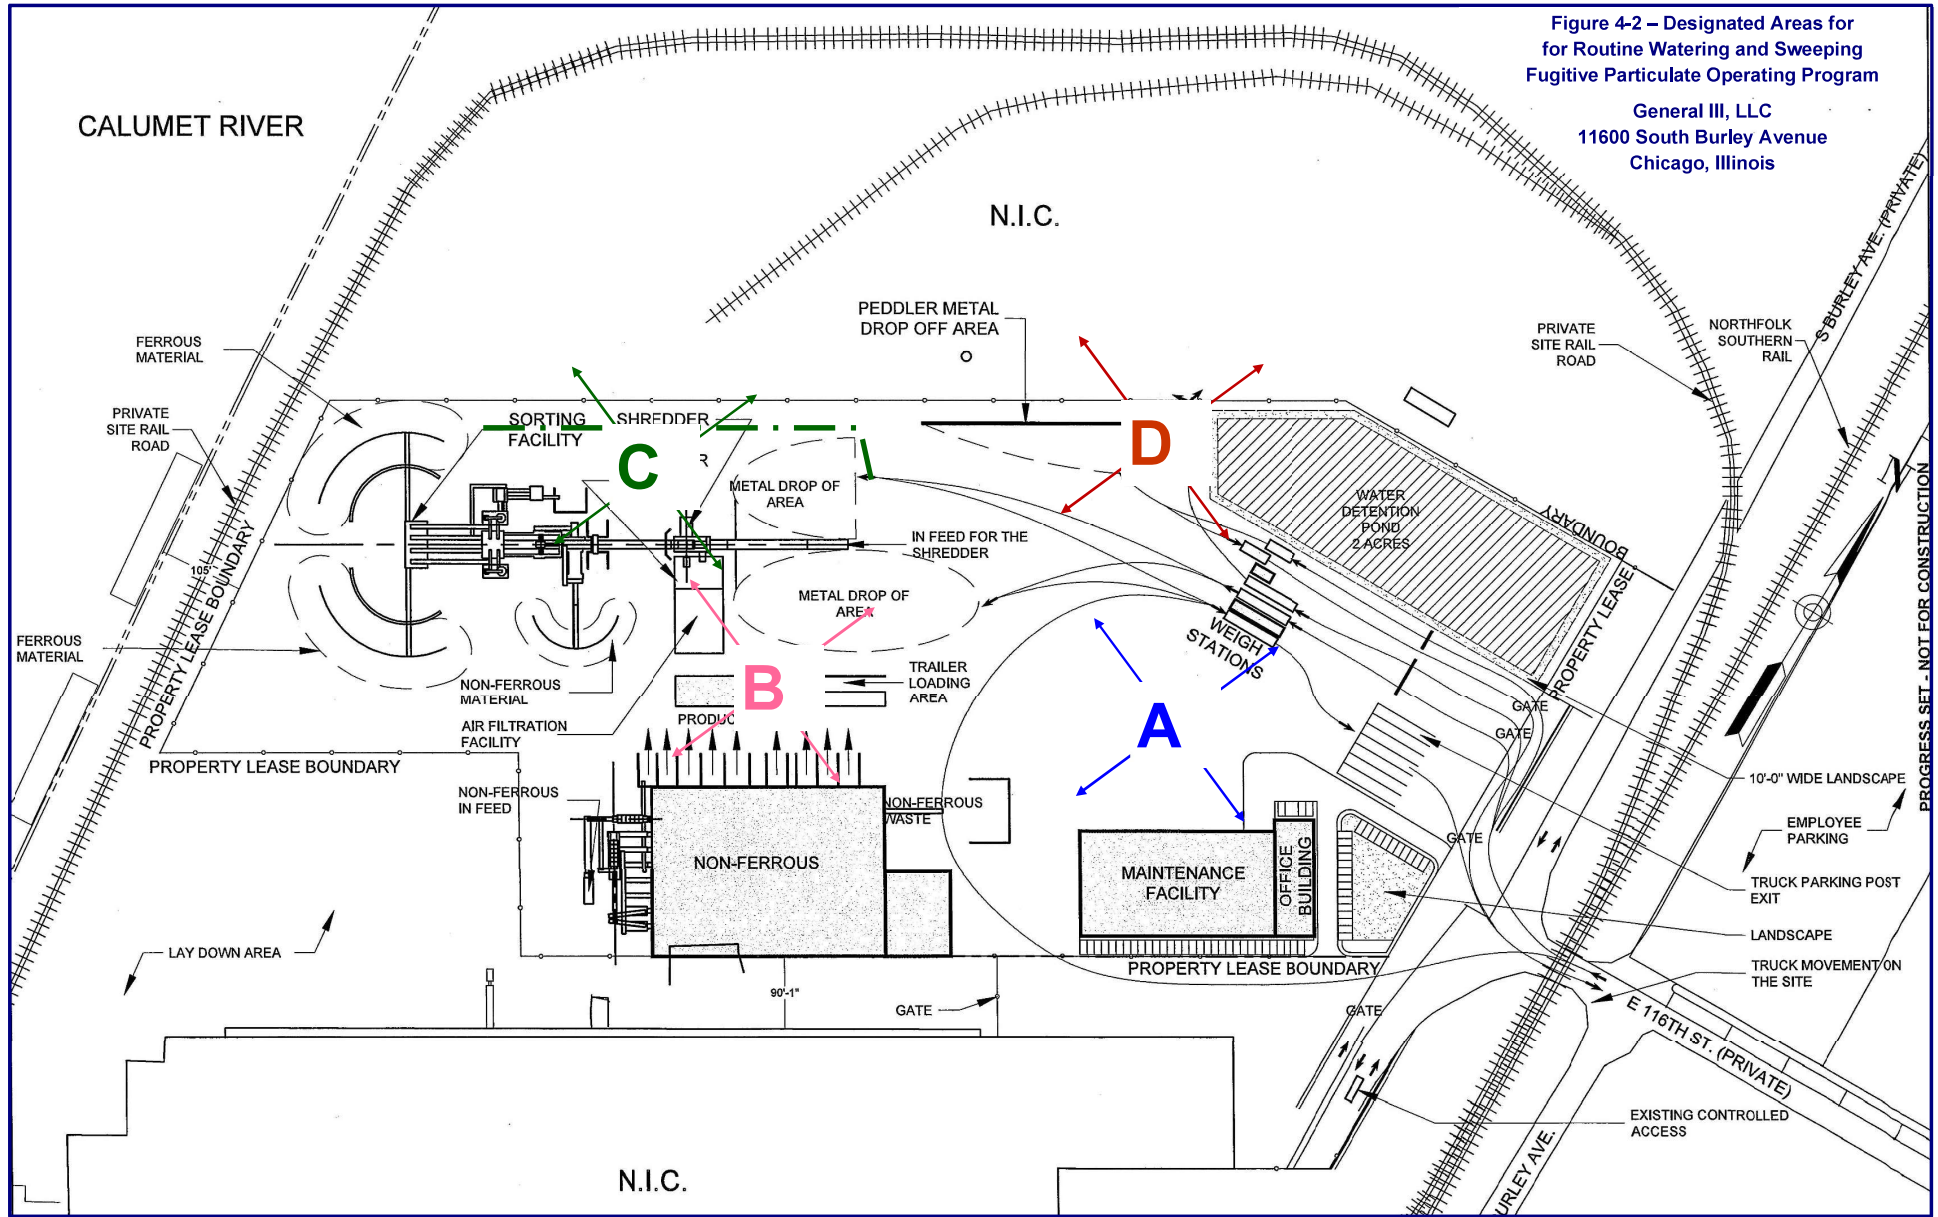 Figure 4-2 – Designated Areas for
for Routine Watering and Sweeping
Fugitive Particulate Operating Program
General III, LLC
11600 South Burley Avenue
Chicago, Illinois
CALUMET RIVER
N.I.C.
S BURLEY AVE. (PRIVATE)
PEDDLER METAL
DROP OFF AREA
PRIVATE
SITE RAIL
ROAD
NORTHFOLK
SOUTHERN
RAIL
FERROUS
MATERIAL
PRIVATE
SITE RAIL
ROAD
SORTING
FACILITY
SHREDDER
R
C
D
METAL DROP OF
AREA
WATER
DETENTION
POND
2 ACRES
BOUNDARY
PROPERTY LEASE
N
PROGRESS SET - NOT FOR CONSTRUCTION
IN FEED FOR THE
SHREDDER
105'
PROPERTY LEASE BOUNDARY
METAL DROP OF
AREA
WEIGH
STATIONS
FERROUS
MATERIAL
NON-FERROUS
MATERIAL
TRAILER
LOADING
AREA
B
A
GATE
GATE
AIR FILTRATION
FACILITY
PRODUC
PROPERTY LEASE BOUNDARY
10'-0" WIDE LANDSCAPE
NON-FERROUS
IN FEED
NON-FERROUS
WASTE
EMPLOYEE
PARKING
GATE
NON-FERROUS
MAINTENANCE
FACILITY
OFFICE
BUILDING
TRUCK PARKING POST
EXIT
LANDSCAPE
LAY DOWN AREA
PROPERTY LEASE BOUNDARY
TRUCK MOVEMENT ON
THE SITE
90'-1"
GATE
GATE
E 116TH ST. (PRIVATE)
EXISTING CONTROLLED
ACCESS
N.I.C.
URLEY AVE.